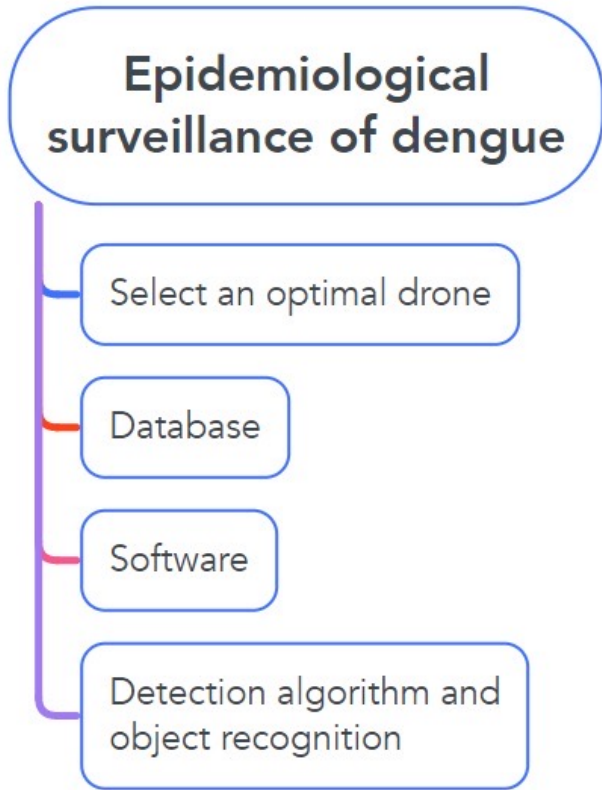 Epidemiological
surveillance of dengue
Select an optimal drone
Database
Software
Detection algorithm and
object recognition